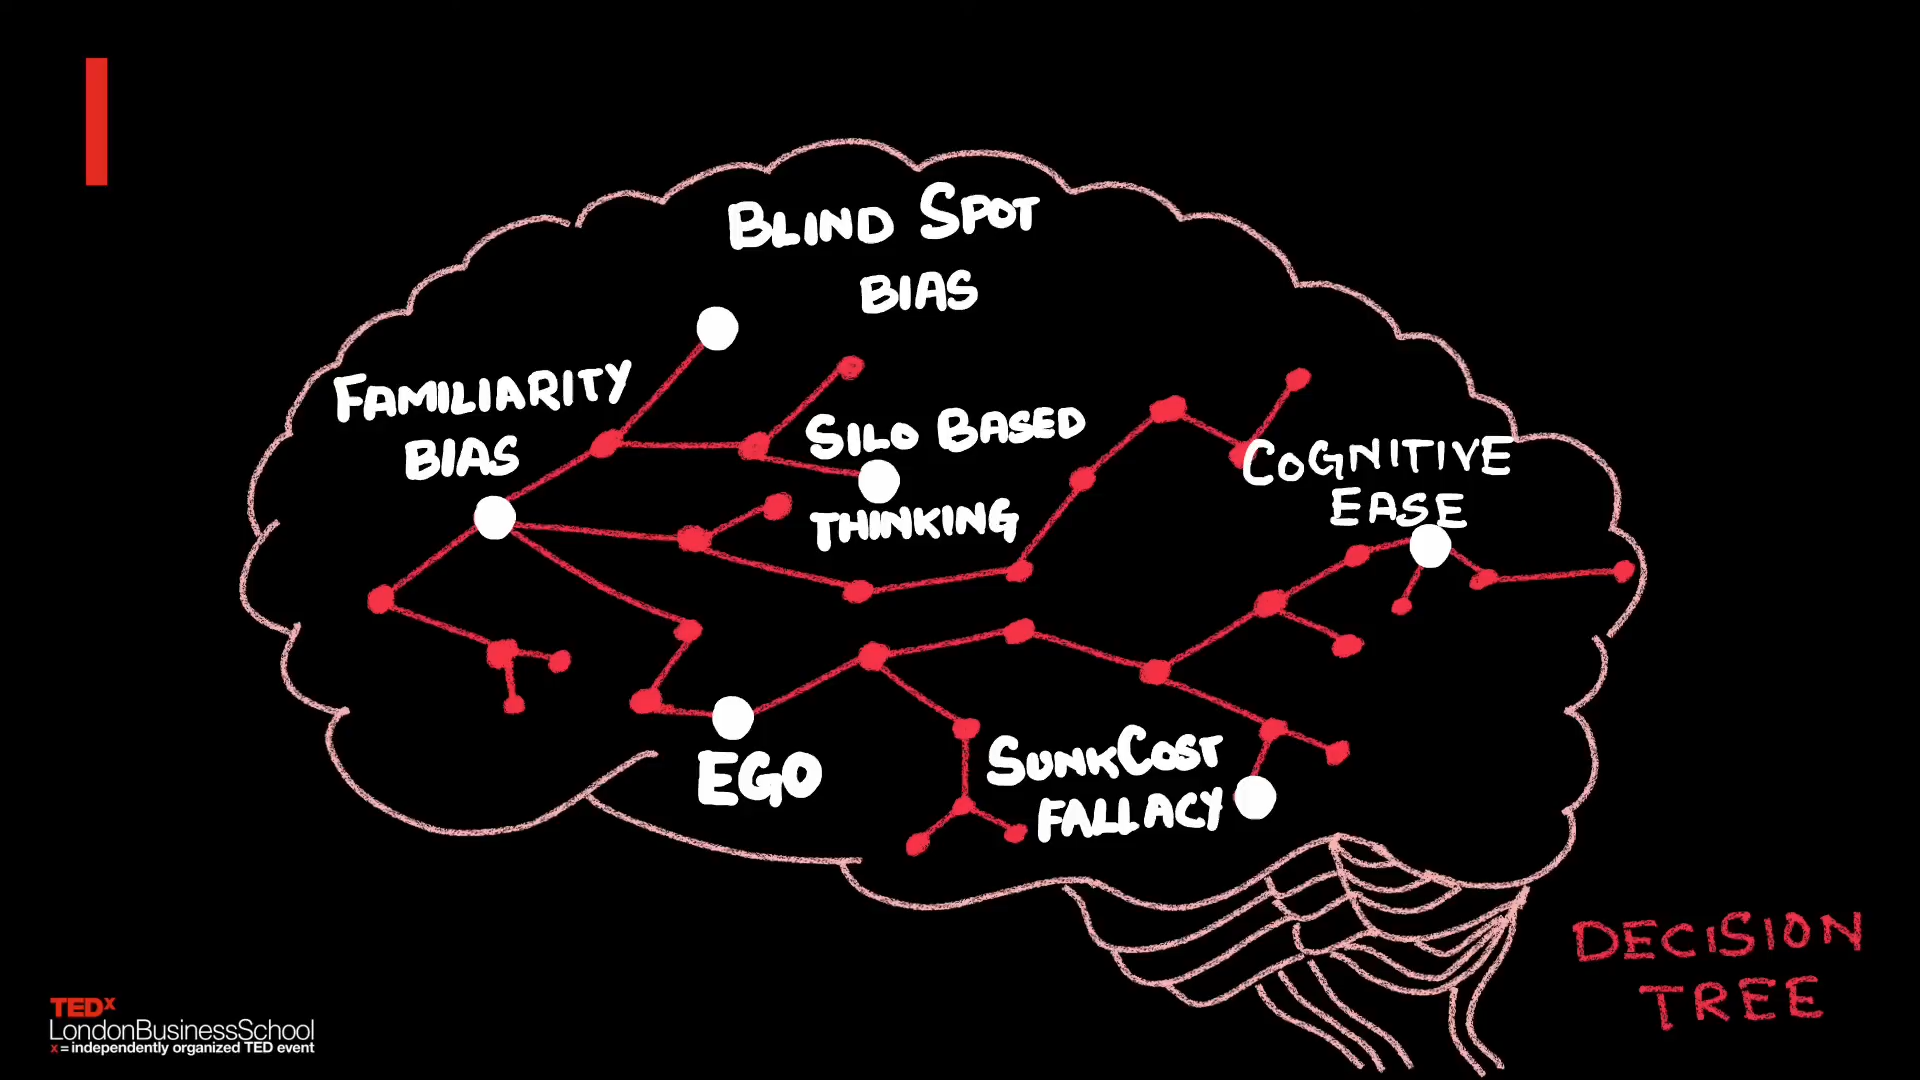 BLIND SPOT
BIAS
FAMILIARITY
BIAS
SILO BASED
THINKING
COGNITIVE
EASE
EGO
SUNK COST
FALLACY
DECISION
TREE
TEDx
LondonBusinessSchool
x = independently organized TED event